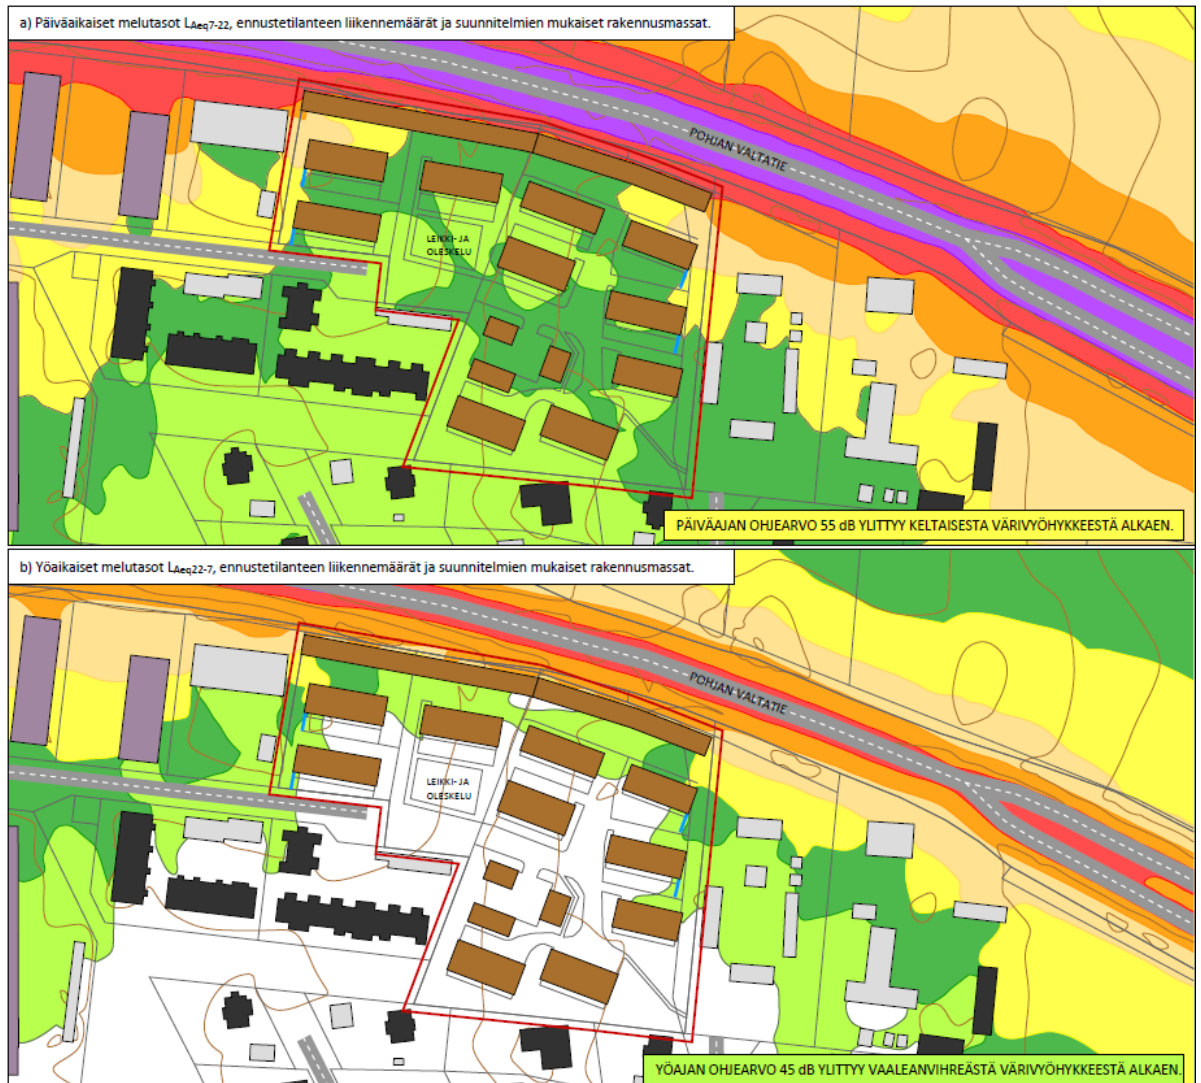 a) Päiväaikaiset melutasot LAeq7-22, ennustetilanteen liikennemäärät ja suunnitelmien mukaiset rakennusmassat.
POHJAN VALTATIE
LEIKKI- JA
OLESKELU
PÄIVÄAJAN OHJEARVO 55 dB YLITTYY KELTAISESTA VÄRIVYÖHYKKEESTÄ ALKAEN.
b) Yöaikaiset melutasot LAeq22-7, ennustetilanteen liikennemäärät ja suunnitelmien mukaiset rakennusmassat.
POHJAN VALTATIE
LEIKKI- JA
OLESKELU
YÖAJAN OHJEARVO 45 dB YLITTYY VAALEANVIHREÄSTÄ VÄRIVYÖHYKKEESTÄ ALKAEN.